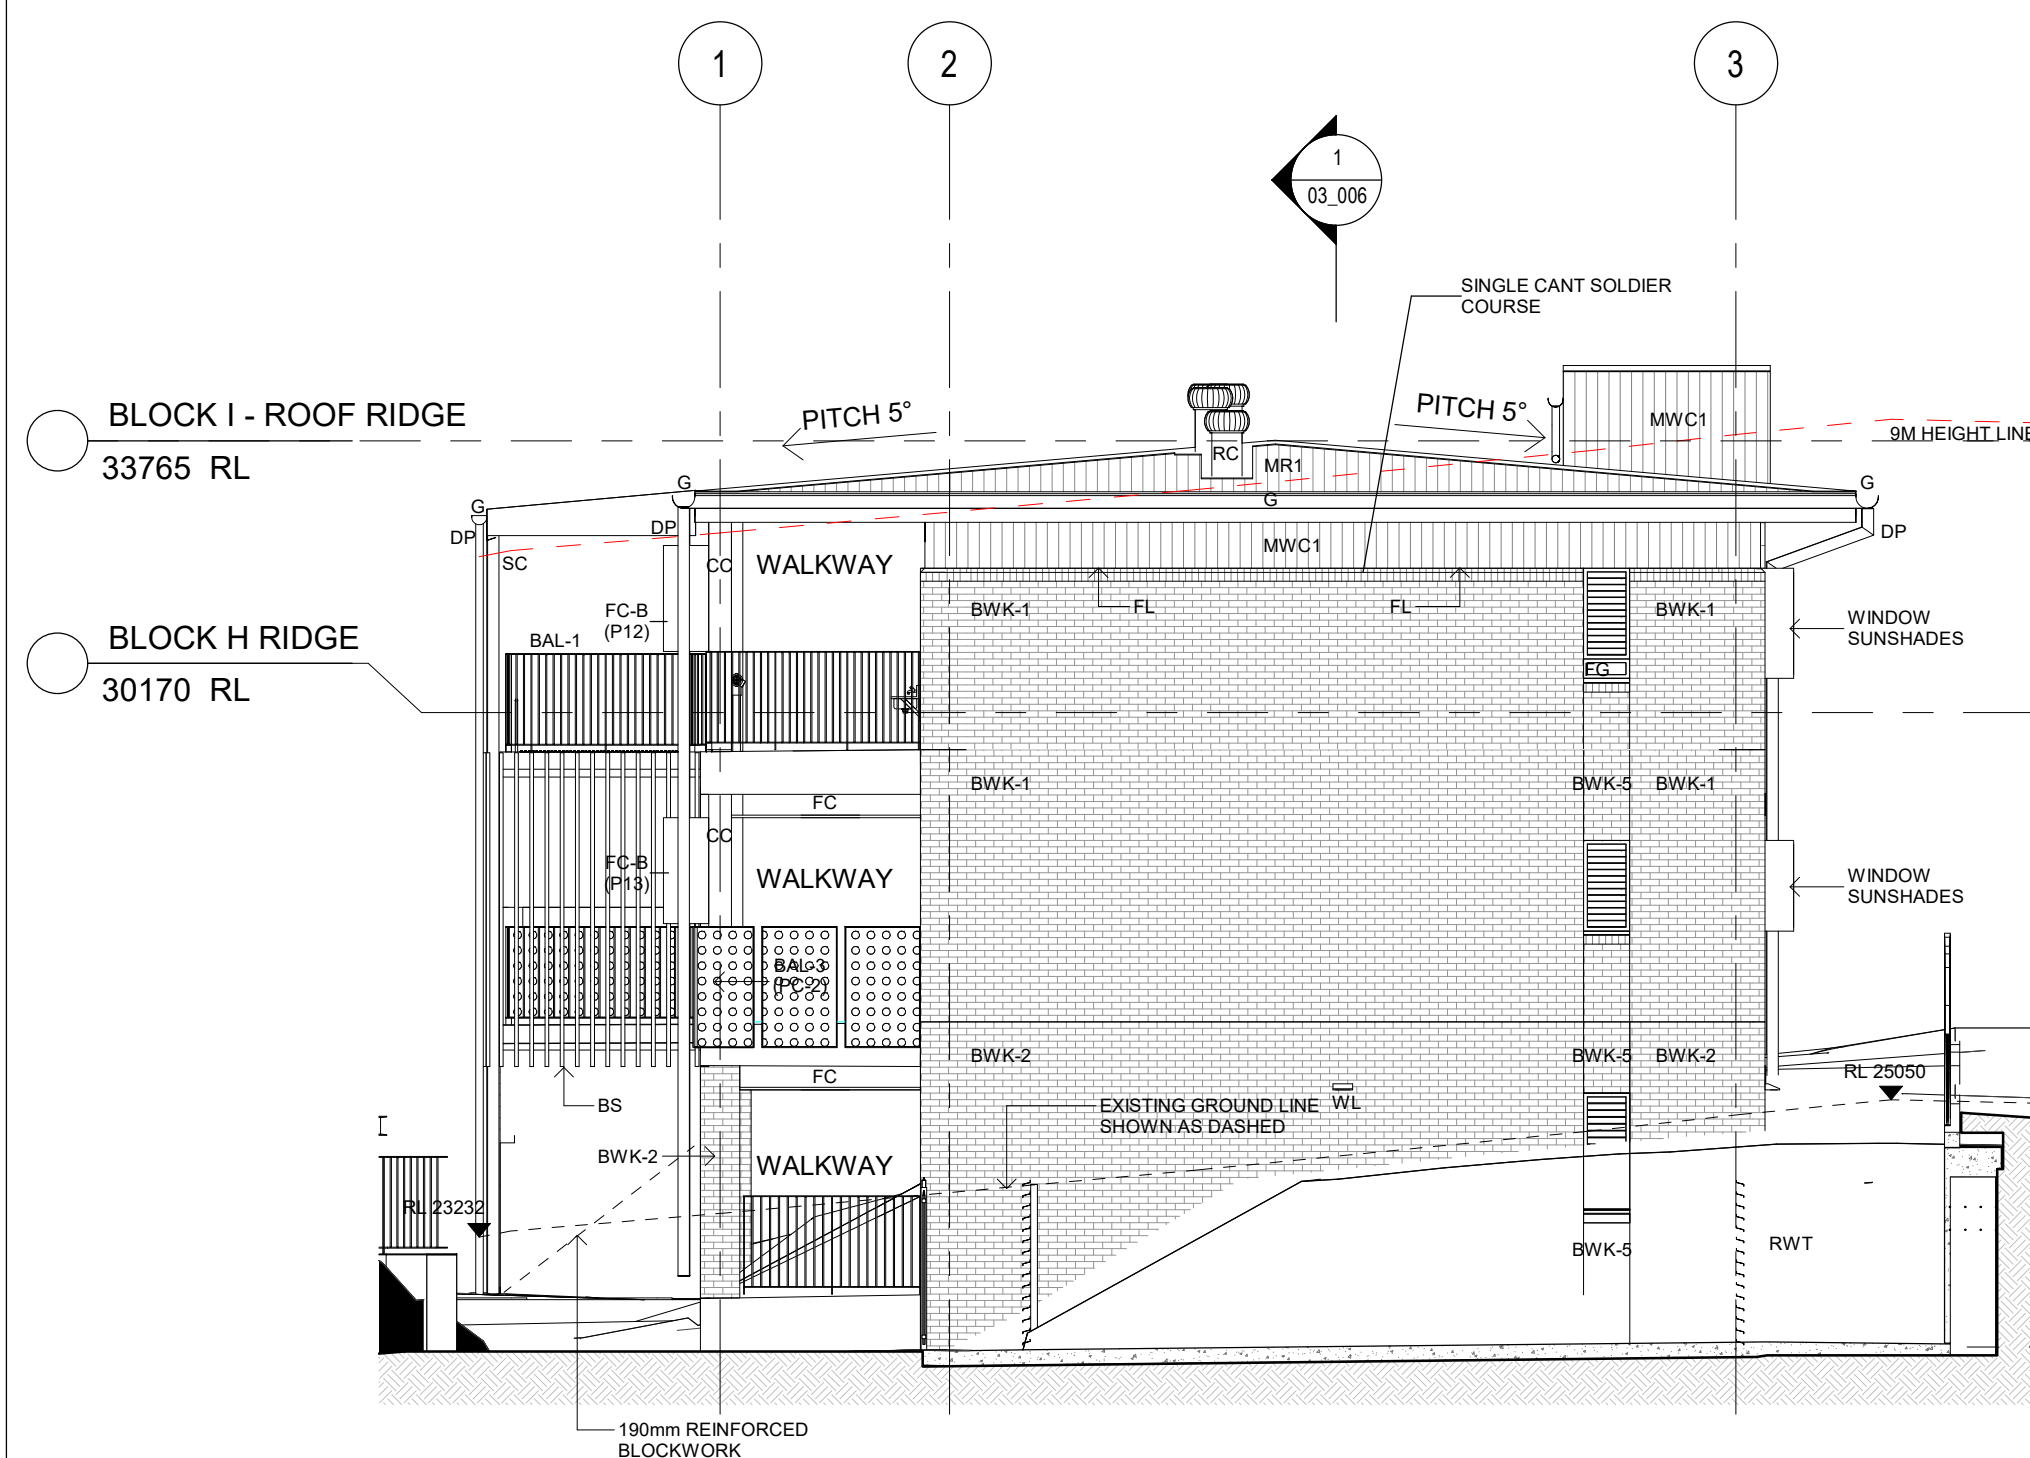 1
2
3
1
03_006
SINGLE CANT SOLDIER
COURSE
BLOCK I - ROOF RIDGE
33765 RL
PITCH 5°
PITCH 5°
MWC1
9M HEIGHT LINE
RC
MR1
G
G
G
G
DP
DP
DP
SC
CC
WALKWAY
MWC1
FC-B
(P12)
BWK-1
FL
FL
BWK-1
WINDOW
SUNSHADES
BLOCK H RIDGE
30170 RL
BAL-1
FG
BWK-1
BWK-5
BWK-1
FC
CC
FC-B
(P13)
WALKWAY
WINDOW
SUNSHADES
BAL-3
(PC-2)
BWK-2
BWK-5
BWK-2
FC
RL 25050
BS
EXISTING GROUND LINE
SHOWN AS DASHED
WL
BWK-2
WALKWAY
RL 23232
BWK-5
RWT
190mm REINFORCED
BLOCKWORK